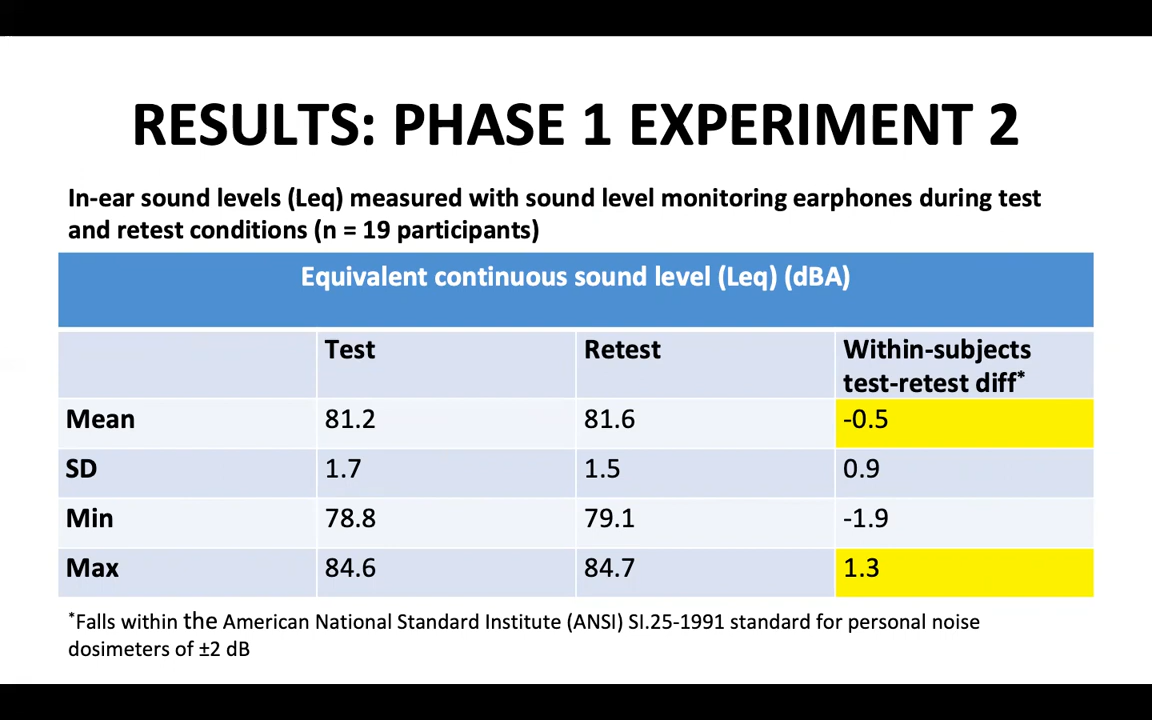 RESULTS: PHASE 1 EXPERIMENT 2
In-ear sound levels (Leq) measured with sound level monitoring earphones during test
and retest conditions (n = 19 participants)
Equivalent continuous sound level (Leq) (dBA)
Test Retest Within-subjects
test-retest diff*
Mean 81.2 81.6 -0.5
SD 1.7 1.5 0.9
Min 78.8 79.1 -1.9
Max 84.6 84.7 1.3
*Falls within the American National Standard Institute (ANSI) SI.25-1991 standard for personal noise
dosimeters of ±2 dB